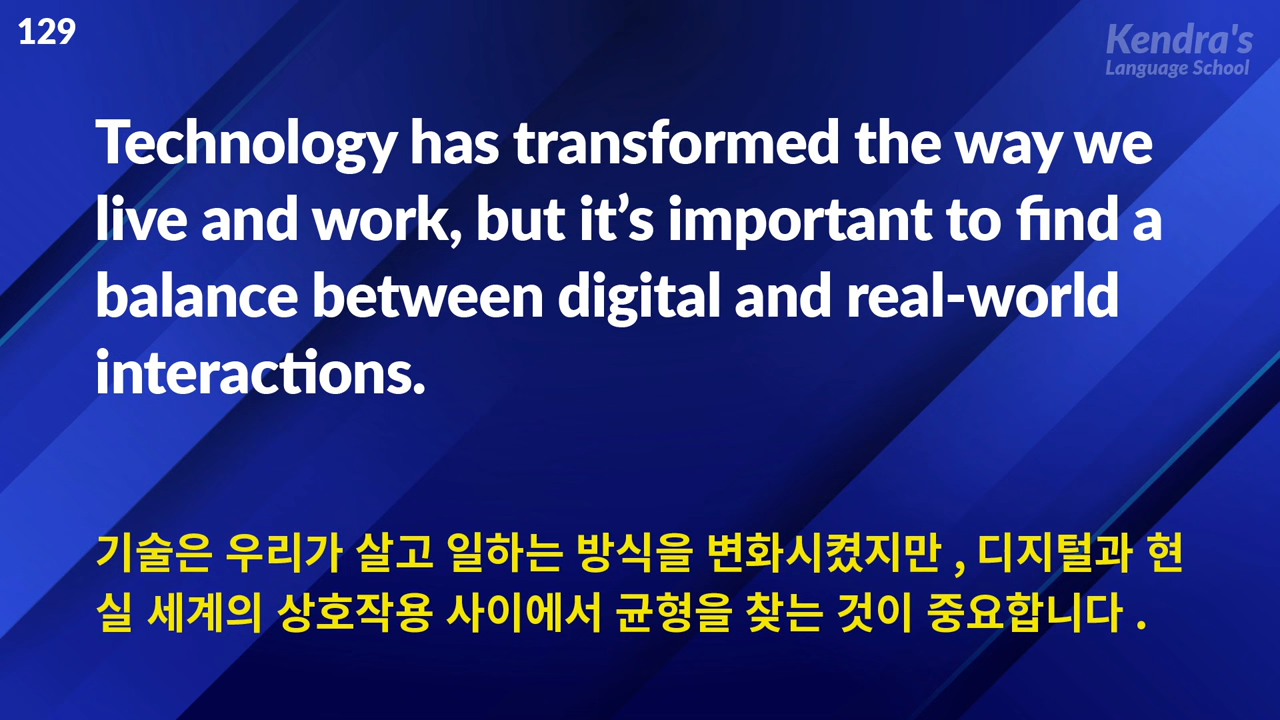 129
Kendra's
Language School
Technology has transformed the way we
live and work, but it’s important to find a
balance between digital and real-world
interactions.
기술은 우리가 살고 일하는 방식을 변화시켰지만 , 디지털과 현
실 세계의 상호작용 사이에서 균형을 찾는 것이 중요합니다 .